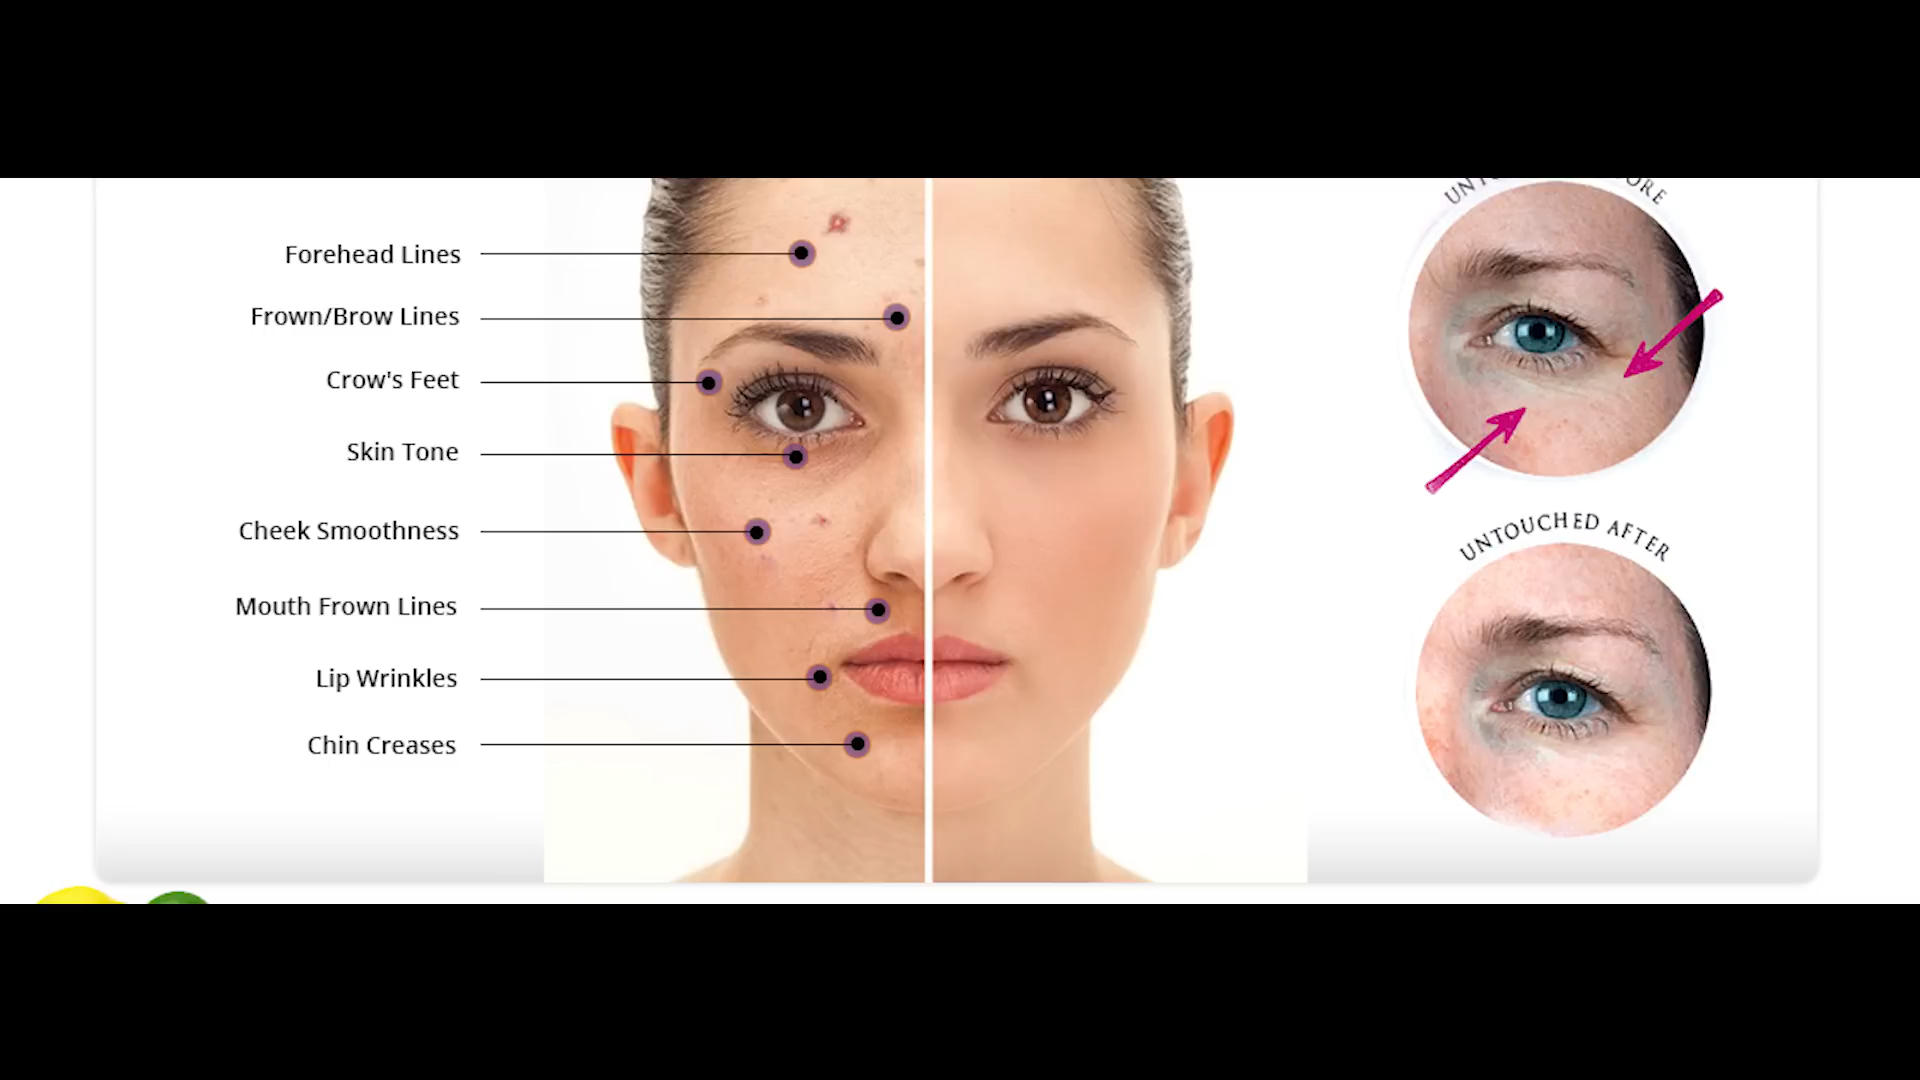 Forehead Lines
Frown/Brow Lines
Crow's Feet
Skin Tone
Cheek Smoothness
Mouth Frown Lines
Lip Wrinkles
Chin Creases
UNTOUCHED AFTER